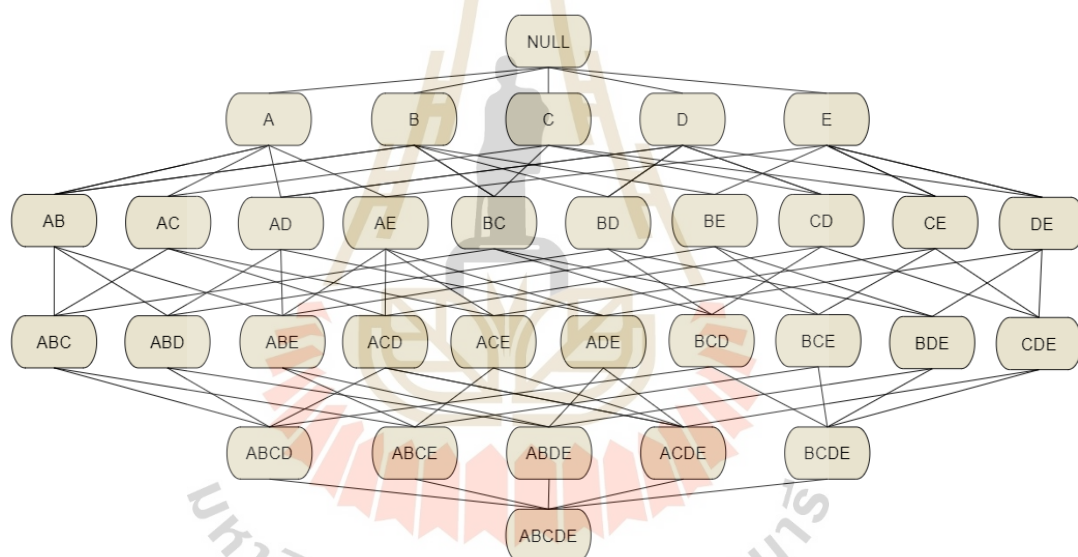 NULL
A B C D E
AB AC AD AE BC BD BE CD CE DE
ABC ABD ABE ACD ACE ADE BCD BCE BDE CDE
ABCD ABCE ABDE ACDE BCDE
ABCDE